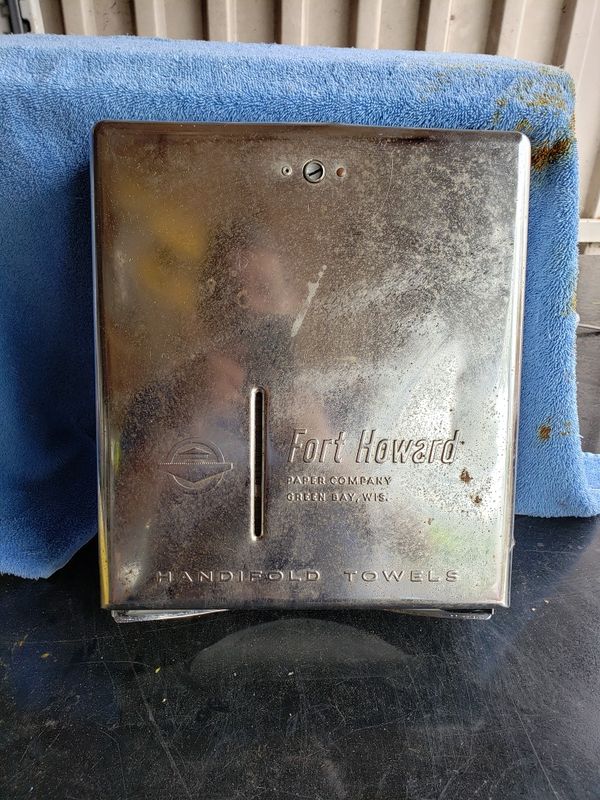 Fort Howard
PAPER COMPANY
GREEN BAY, WIS.
HANDIFOLD TOWELS